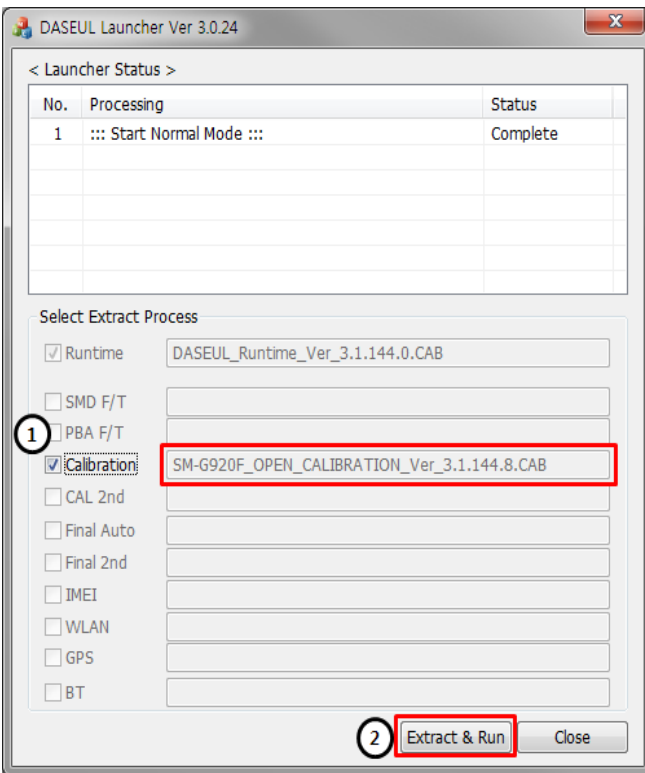 DASEUL Launcher Ver 3.0.24
x
< Launcher Status >
No. Processing Status
1 ::: Start Normal Mode ::: Complete
Select Extract Process
Runtime DASEUL_Runtime_Ver_3.1.144.0.CAB
SMD F/T
1 PBA F/T
Calibration SM-G920F_OPEN_CALIBRATION_Ver_3.1.144.8.CAB
CAL 2nd
Final Auto
Final 2nd
IMEI
WLAN
GPS
BT
2 Extract & Run Close